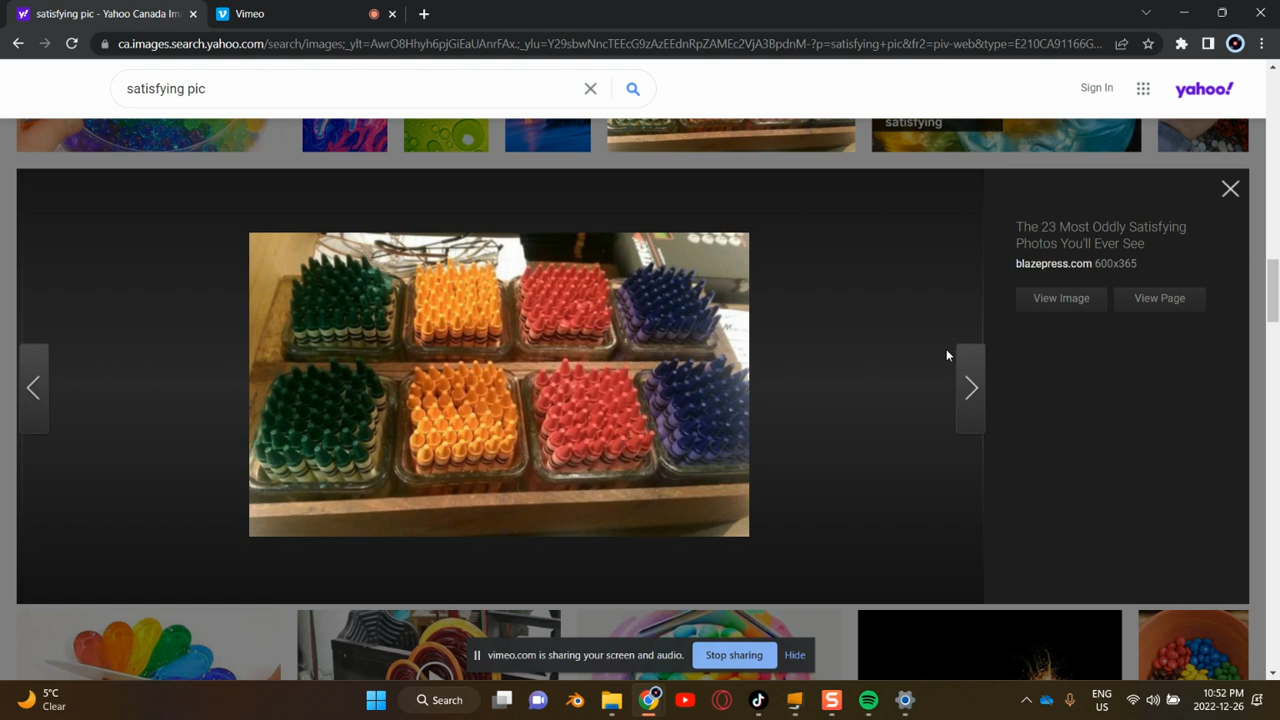 satisfying pic - Yahoo Canada Im
Vimeo
ca.images.search.yahoo.com/search/images;_ylt=AwrO8Hhyh6pjGiEaUAnrFAx.;_ylu=Y29sbwNncTEEcG9zAzEEdnRpZAMEc2VjA3BpdnM-?p=satisfying+pic&fr2=piv-web&type=E210CA91166G...
satisfying pic
Sign In
yahoo!
satisfying
The 23 Most Oddly Satisfying
Photos You'll Ever See
blazepress.com 600x365
View Image
View Page
vimeo.com is sharing your screen and audio.
Stop sharing
Hide
5°C
Clear
Search
ENG
US
10:52 PM
2022-12-26